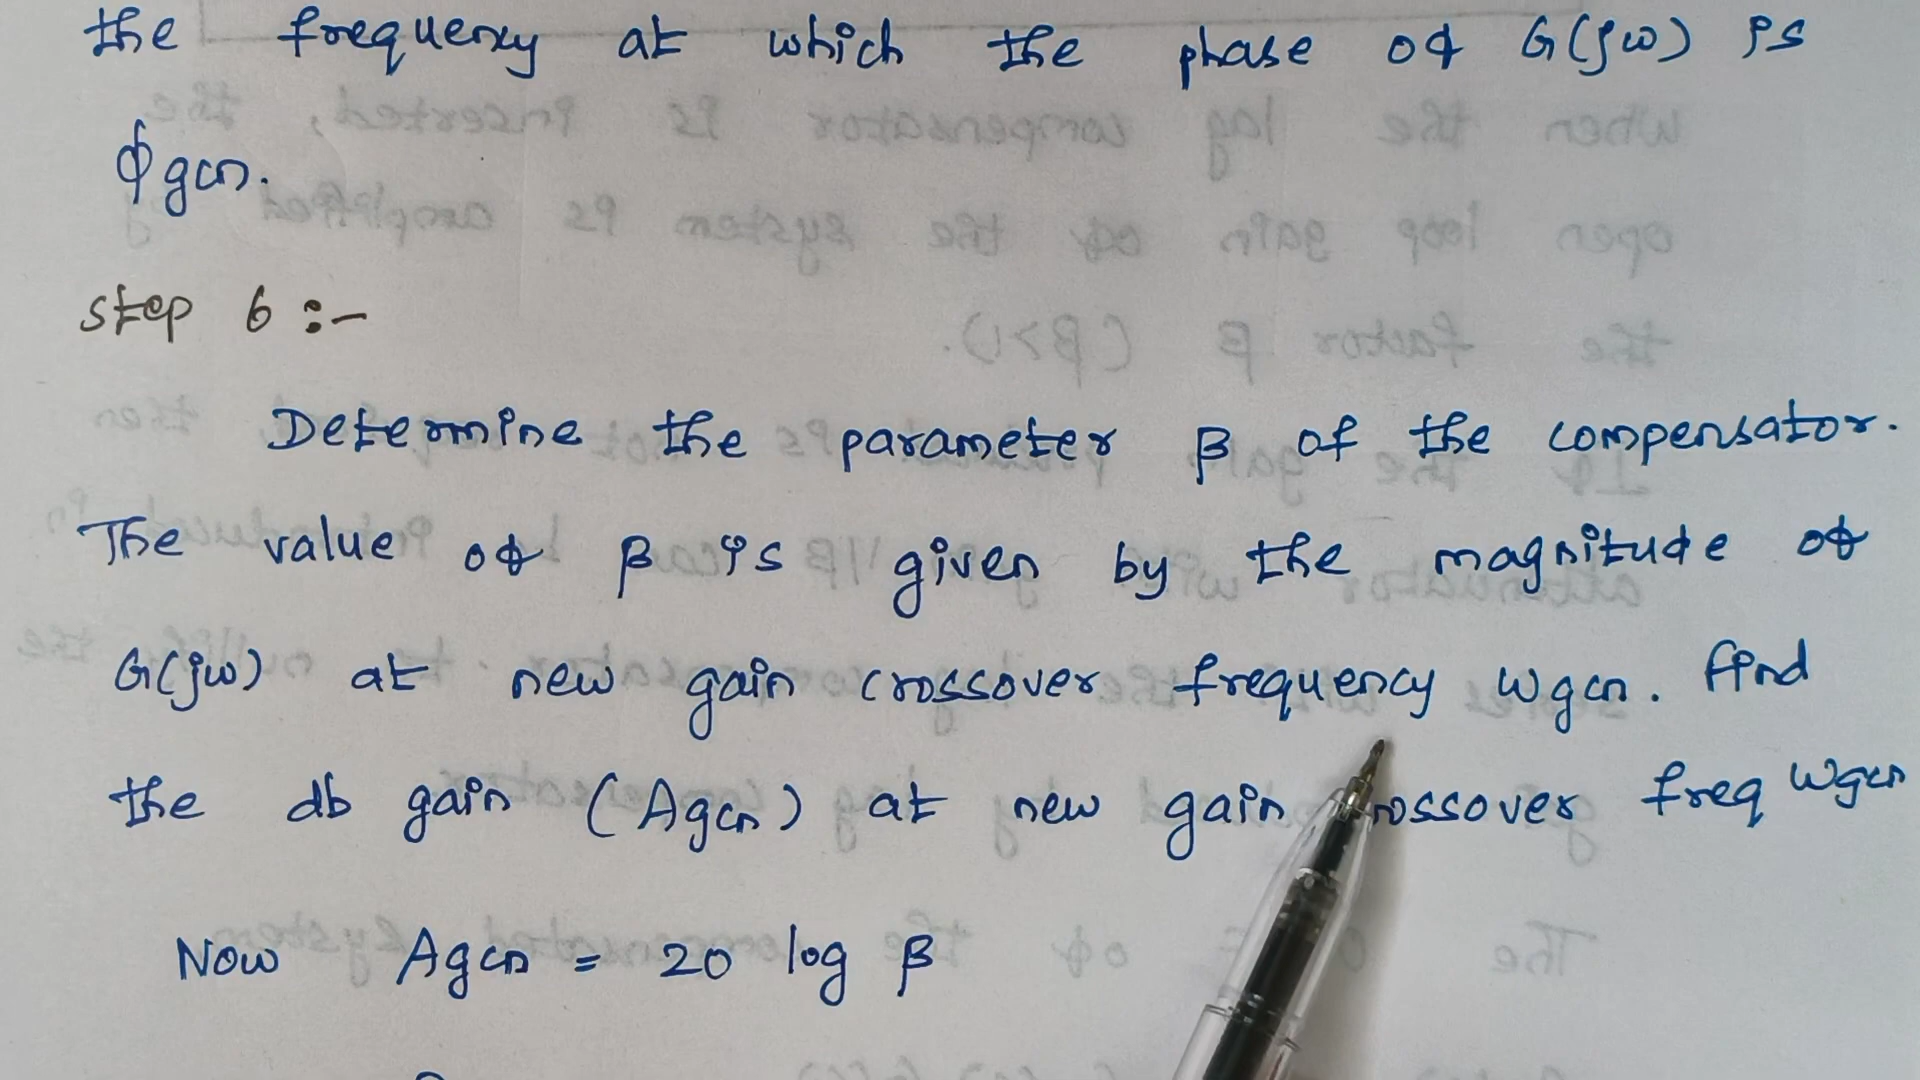 the frequency at which the phase of G(jω) is
ϕgcn.
Step 6 :-
Determine the parameter β of the compensator.
The value of β is given by the magnitude of
G(jω) at new gain crossover frequency ωgcn. Find
the db gain (Agcn) at new gain rossover freq ωgcn
Now Agcn = 20 log β